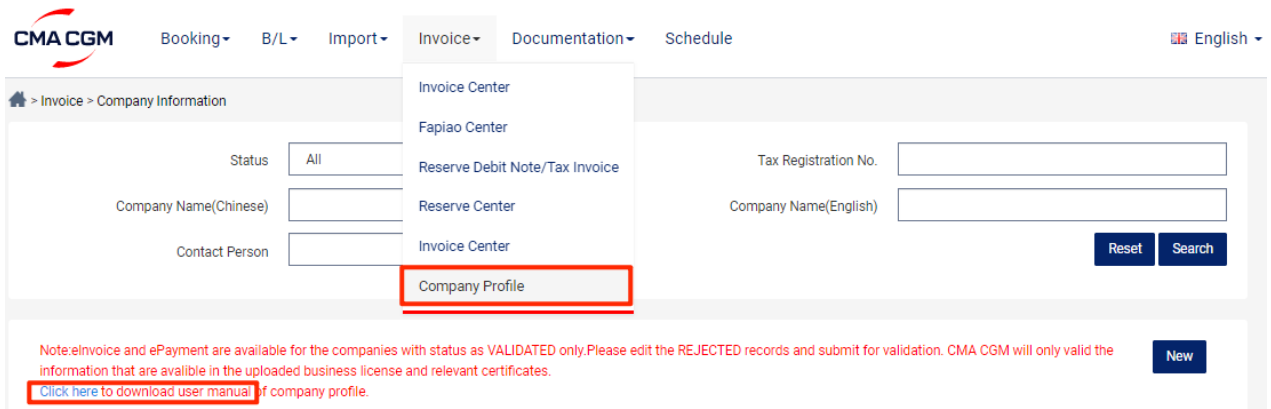 CMA CGM Booking B/L Import Invoice Documentation Schedule English
Invoice Center
> Invoice > Company Information
Fapiao Center
Status All Reserve Debit Note/Tax Invoice Tax Registration No.
Company Name(Chinese) Reserve Center Company Name(English)
Contact Person Invoice Center Reset Search
Company Profile
Note:eInvoice and ePayment are available for the companies with status as VALIDATED only.Please edit the REJECTED records and submit for validation. CMA CGM will only valid the New
information that are avalible in the uploaded business license and relevant certificates.
Click here to download user manual of company profile.